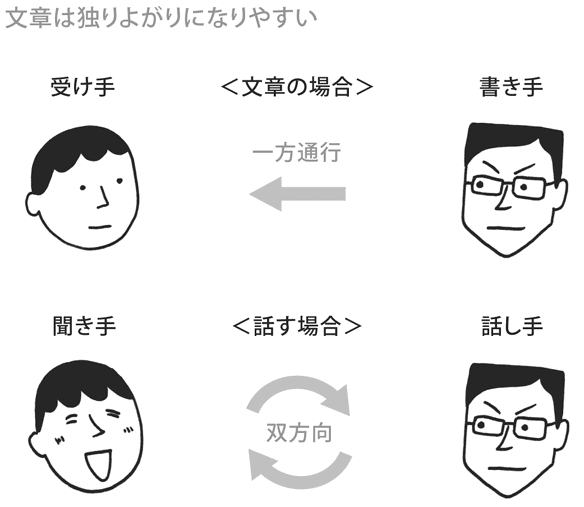 文章は独りよがりになりやすい
受け手
＜文章の場合＞
書き手
一方通行
聞き手
＜話す場合＞
話し手
双方向